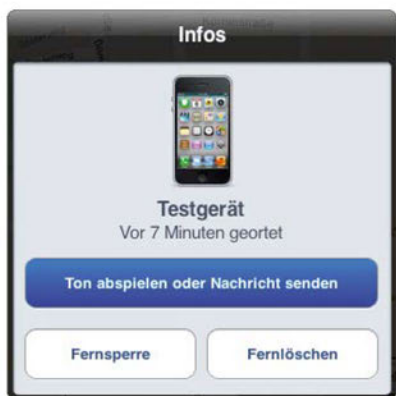 Infos
Testgerät
Vor 7 Minuten geortet
Ton abspielen oder Nachricht senden
Fernsperre
Fernlöschen